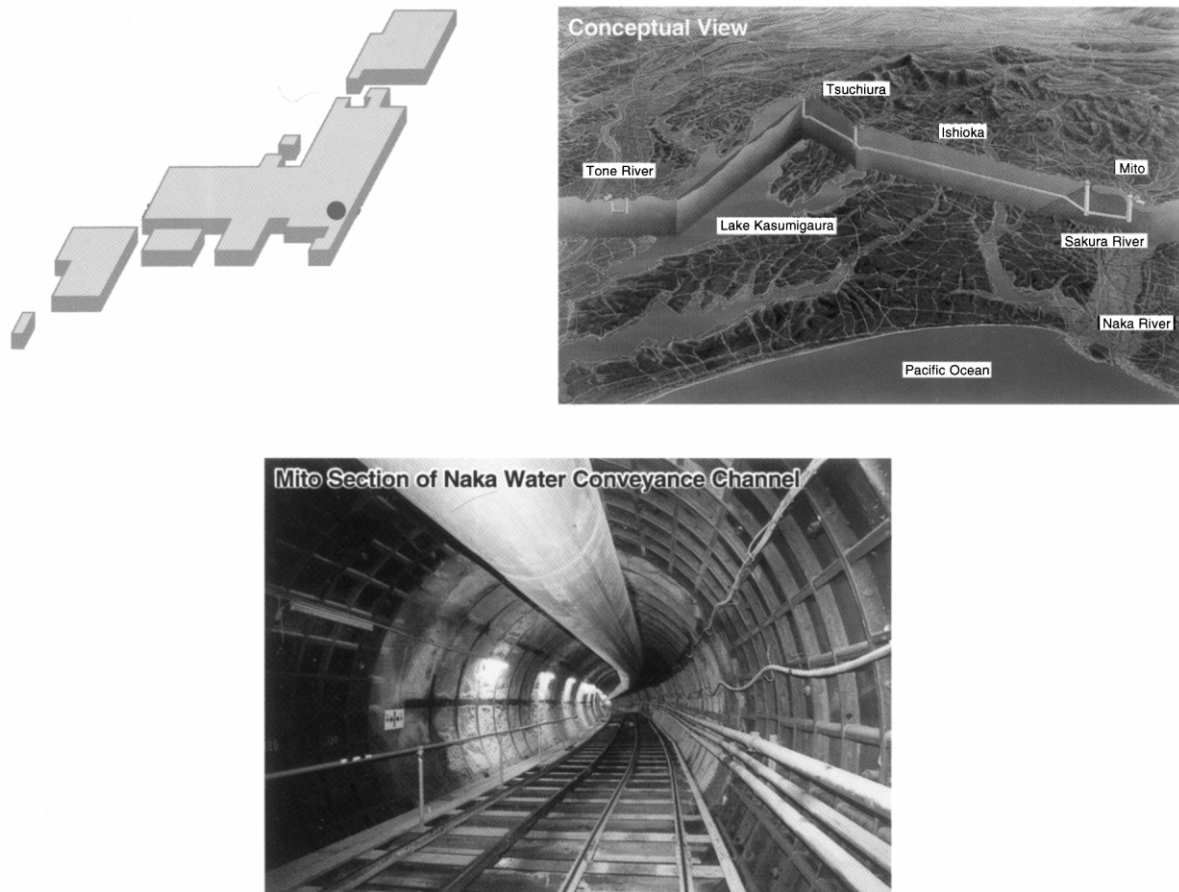 Conceptual View
Tsuchiura
Ishioka
Tone River
Mito
Lake Kasumigaura
Sakura River
Naka River
Pacific Ocean
Mito Section of Naka Water Conveyance Channel